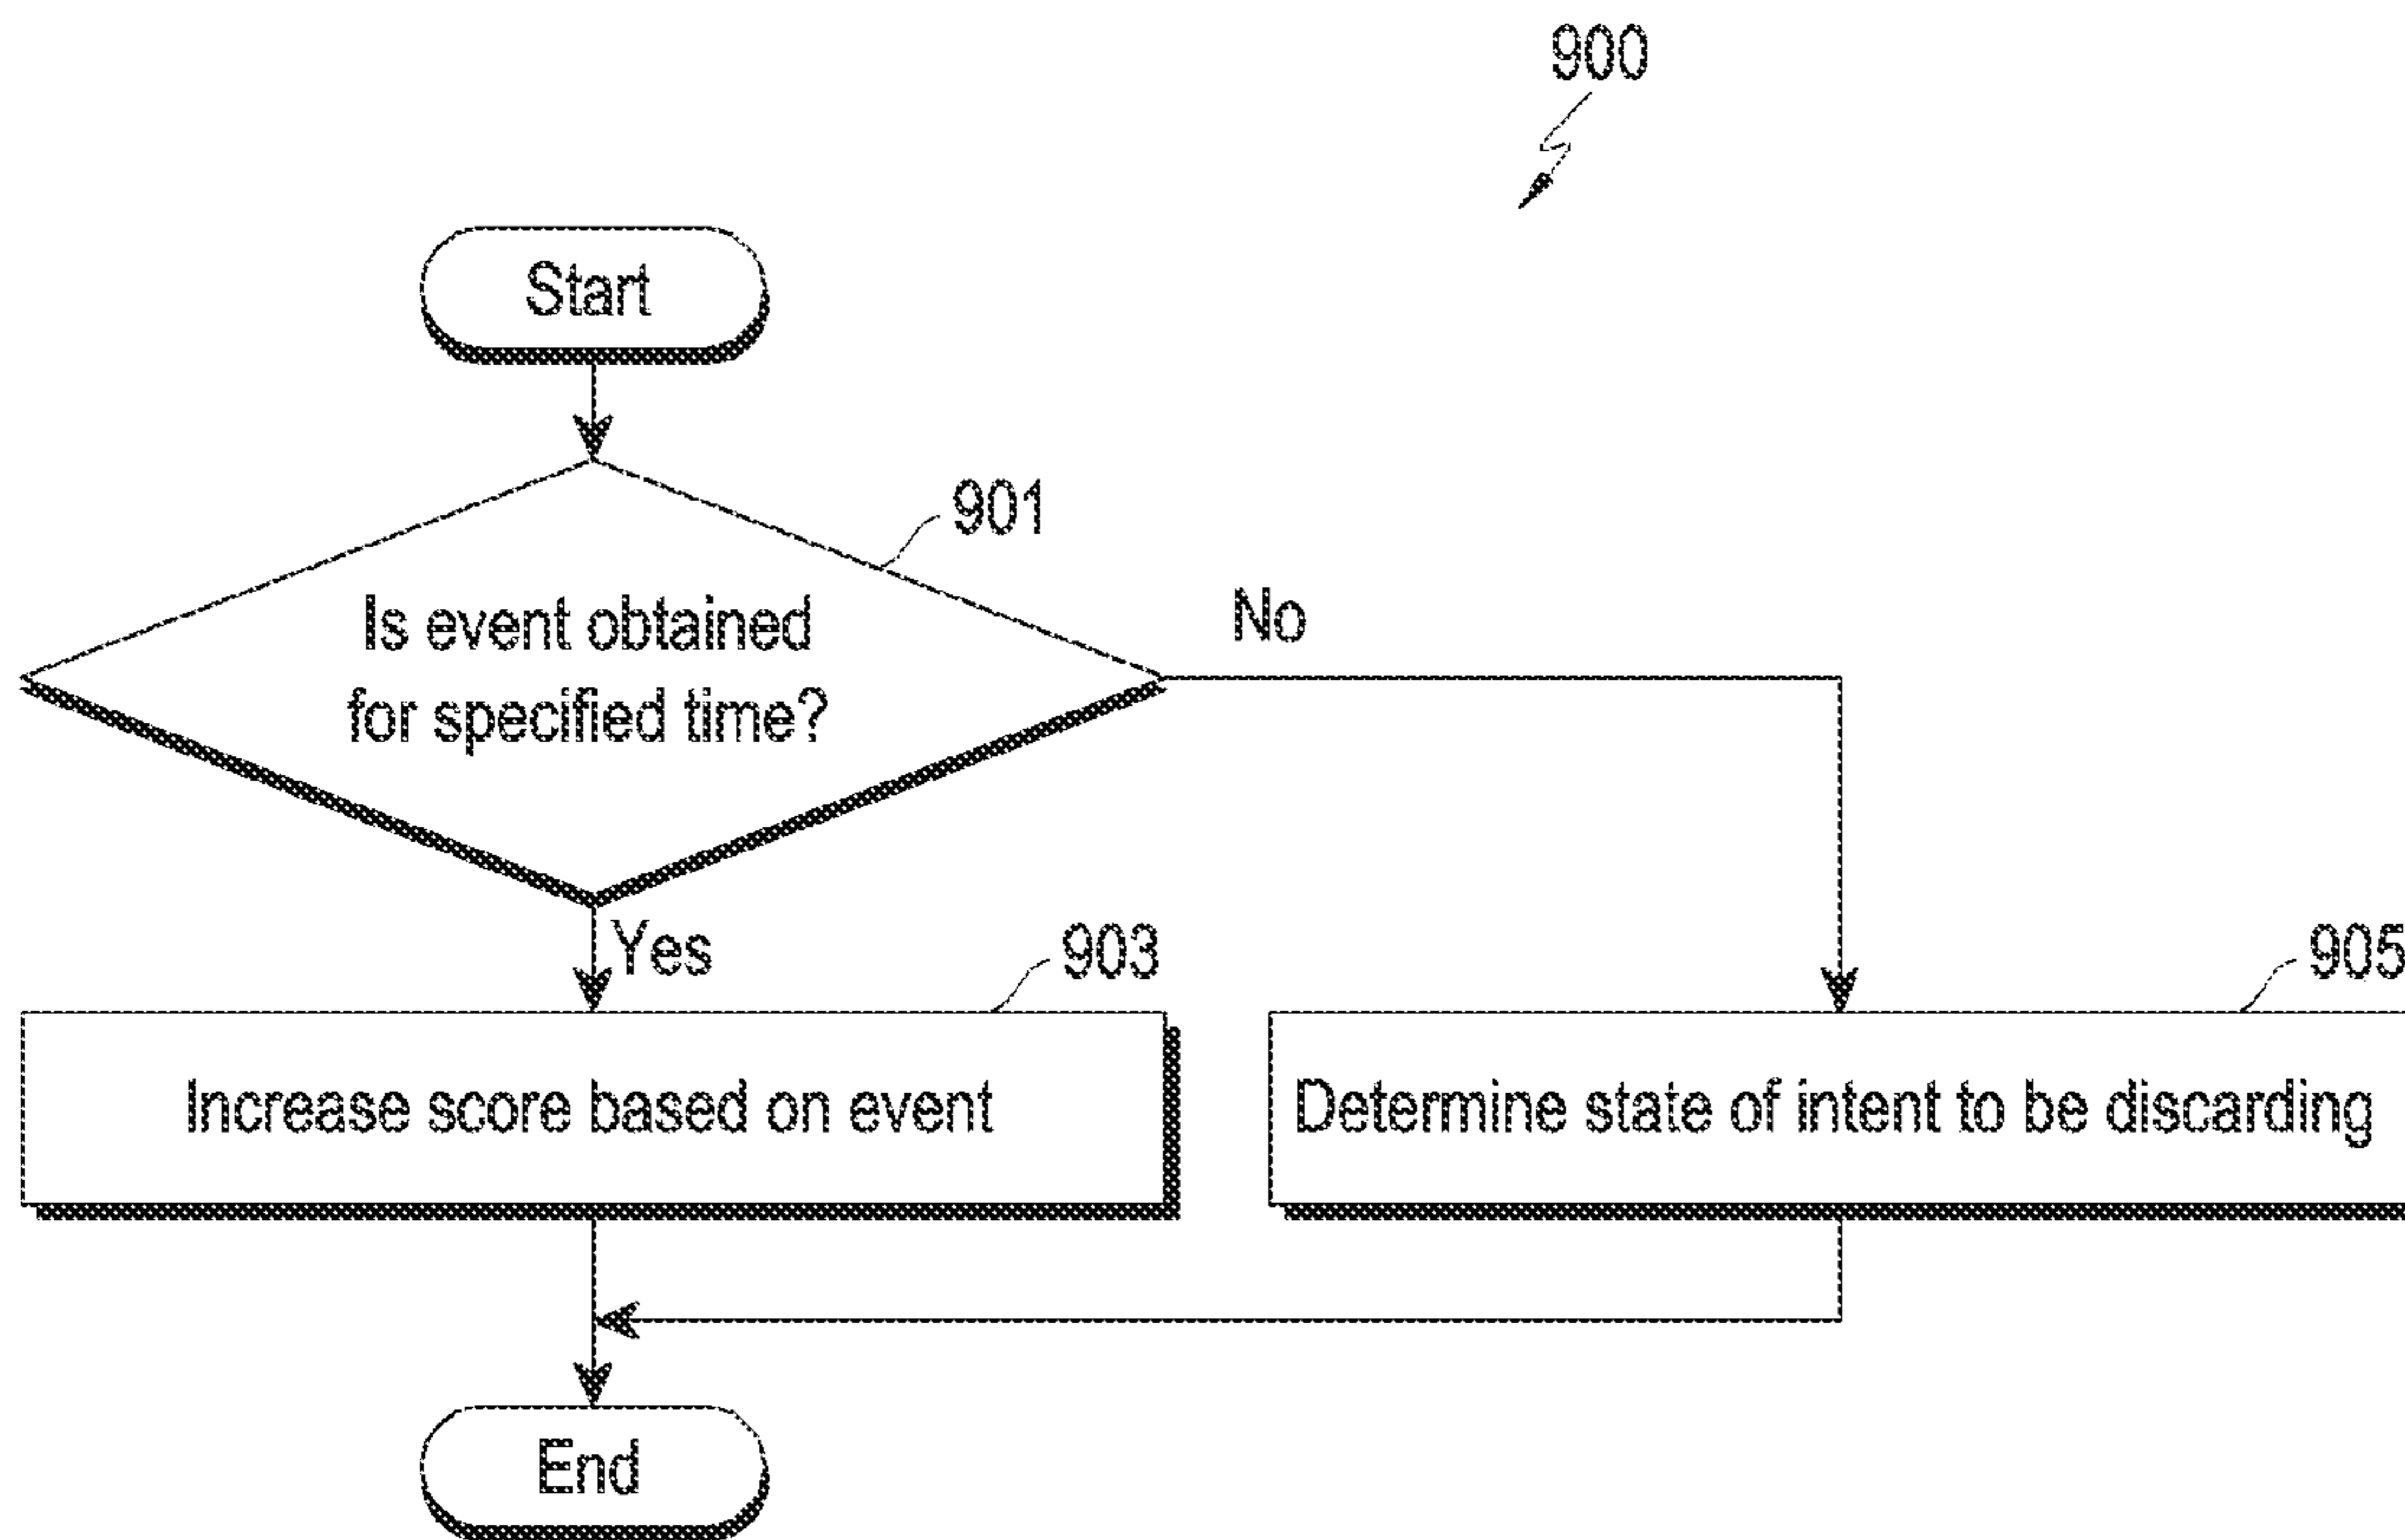 900
Start
901
Is event obtained
for specified time?
No
Yes
903
905
Increase score based on event
Determine state of intent to be discarding
End